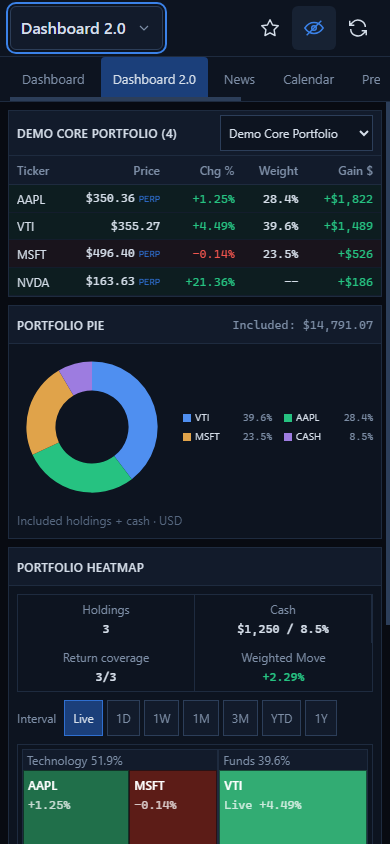 Dashboard 2.0
Dashboard Dashboard 2.0 News Calendar Pre
DEMO CORE PORTFOLIO (4) Demo Core Portfolio
Ticker Price Chg % Weight Gain $
AAPL $350.36 PERP +1.25% 28.4% +$1,822
VTI $355.27 +4.49% 39.6% +$1,489
MSFT $496.40 PERP −0.14% 23.5% +$526
NVDA $163.63 PERP +21.36% —— +$186
PORTFOLIO PIE Included: $14,791.07
VTI 39.6% AAPL 28.4%
MSFT 23.5% CASH 8.5%
Included holdings + cash · USD
PORTFOLIO HEATMAP
Holdings Cash
3 $1,250 / 8.5%
Return coverage Weighted Move
3/3 +2.29%
Interval Live 1D 1W 1M 3M YTD 1Y
Technology 51.9% Funds 39.6%
AAPL MSFT VTI
+1.25% −0.14% Live +4.49%